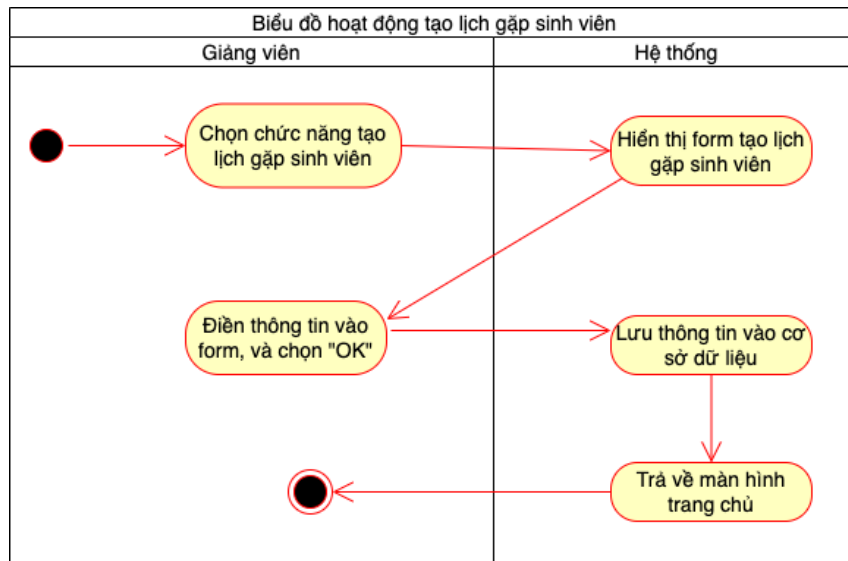 Biểu đồ hoạt động tạo lịch gặp sinh viên
Giảng viên
Hệ thống
Chọn chức năng tạo
lịch gặp sinh viên
Hiển thị form tạo lịch
gặp sinh viên
Điền thông tin vào
form, và chọn "OK"
Lưu thông tin vào cơ
sở dữ liệu
Trả về màn hình
trang chủ